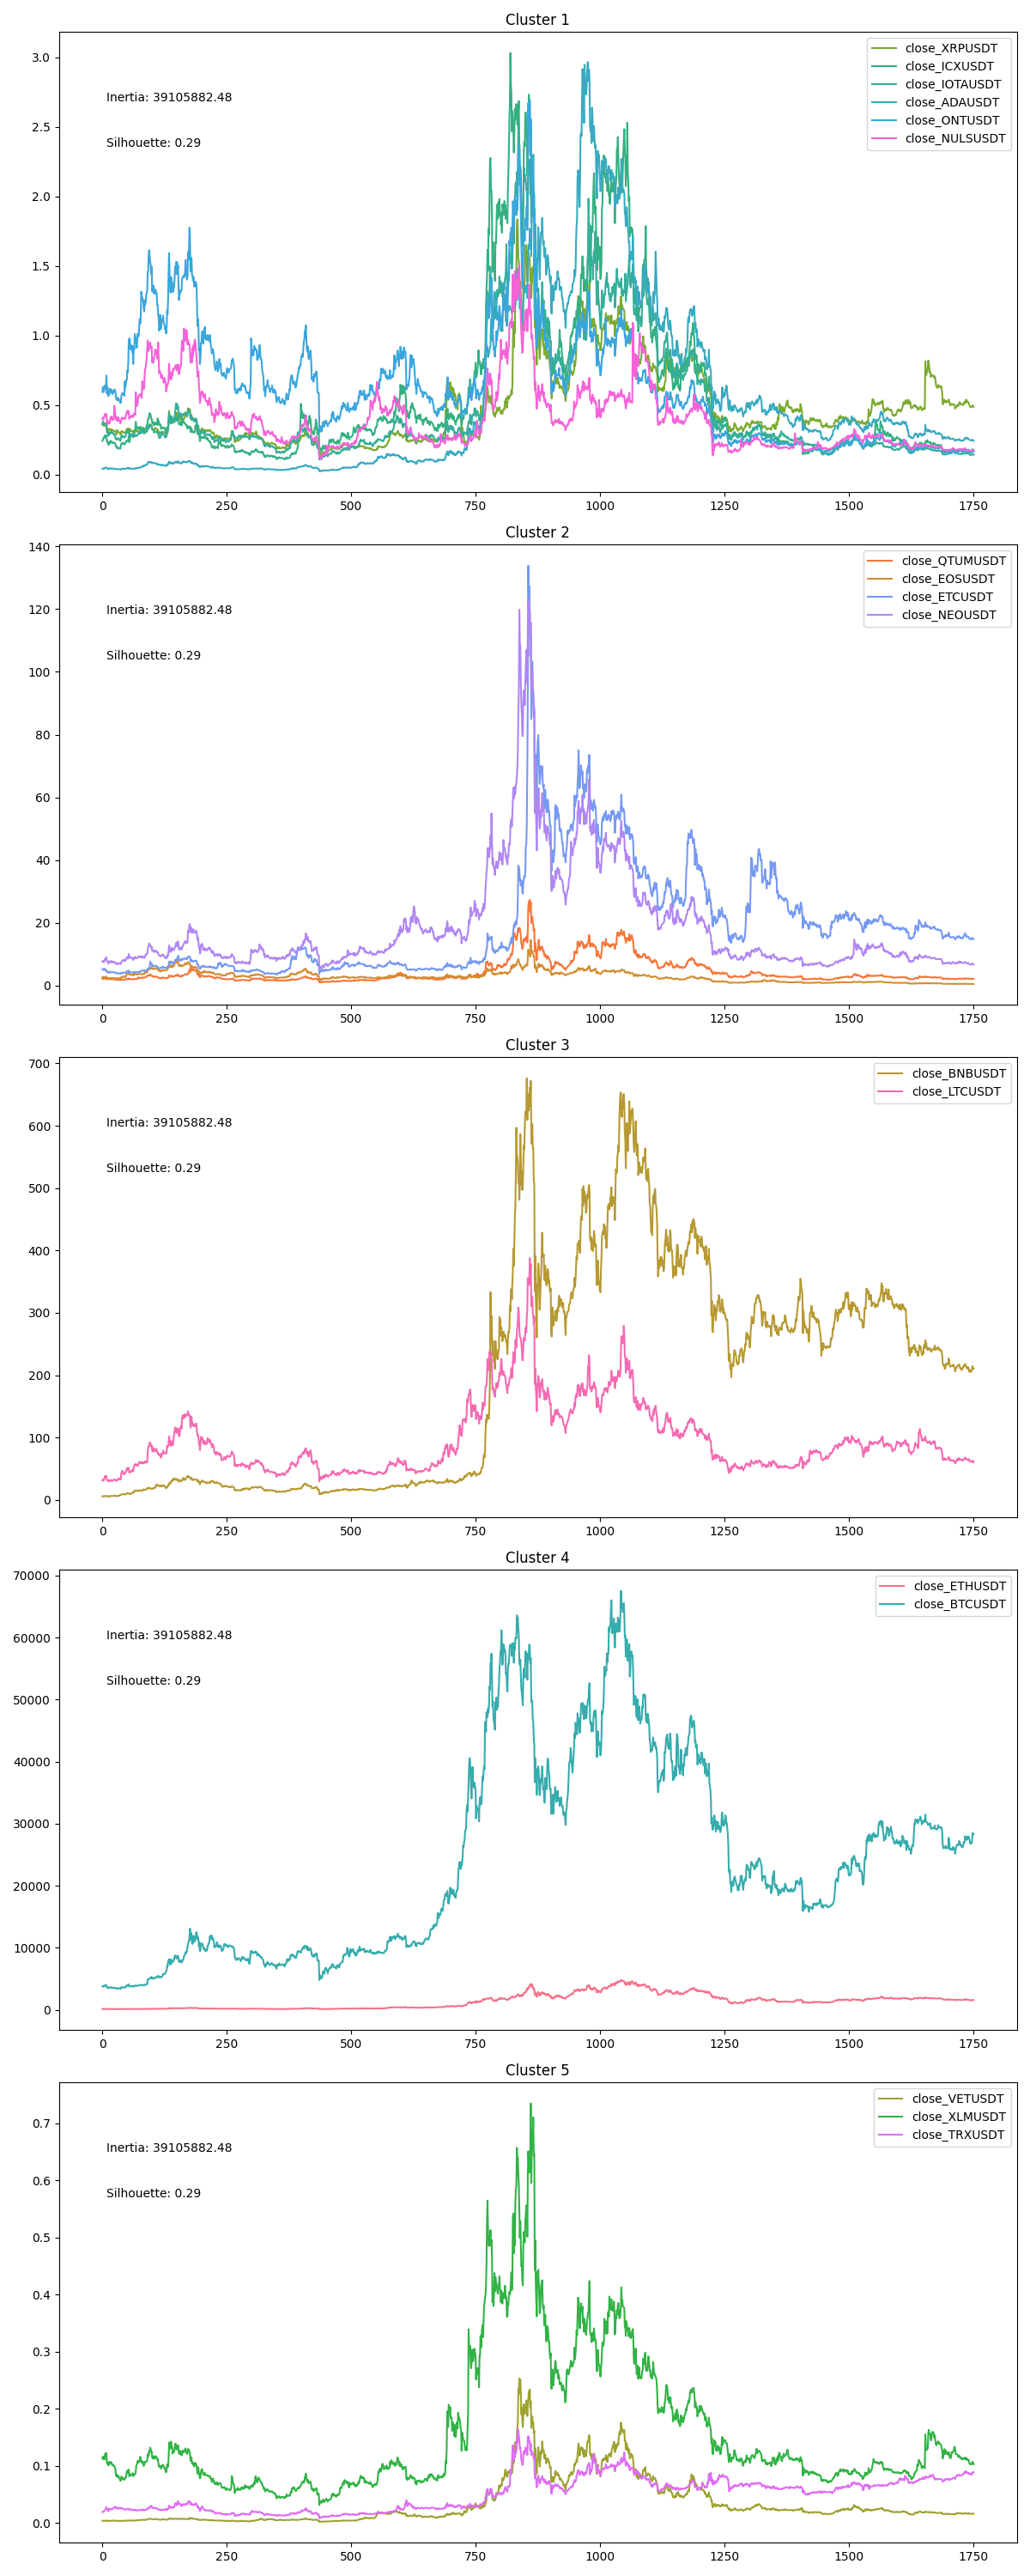 Cluster 1
3.0
2.5
2.0
1.5
1.0
0.5
0.0
Inertia: 39105882.48
Silhouette: 0.29
close_XRPUSDT
close_ICXUSDT
close_IOTAUSDT
close_ADAUSDT
close_ONTUSDT
close_NULSUSDT
0 250 500 750 1000 1250 1500 1750
Cluster 2
140
120
100
80
60
40
20
0
Inertia: 39105882.48
Silhouette: 0.29
close_QTUMUSDT
close_EOSUSDT
close_ETCUSDT
close_NEOUSDT
0 250 500 750 1000 1250 1500 1750
Cluster 3
700
600
500
400
300
200
100
0
Inertia: 39105882.48
Silhouette: 0.29
close_BNBUSDT
close_LTCUSDT
0 250 500 750 1000 1250 1500 1750
Cluster 4
70000
60000
50000
40000
30000
20000
10000
0
Inertia: 39105882.48
Silhouette: 0.29
close_ETHUSDT
close_BTCUSDT
0 250 500 750 1000 1250 1500 1750
Cluster 5
0.7
0.6
0.5
0.4
0.3
0.2
0.1
0.0
Inertia: 39105882.48
Silhouette: 0.29
close_VETUSDT
close_XLMUSDT
close_TRXUSDT
0 250 500 750 1000 1250 1500 1750